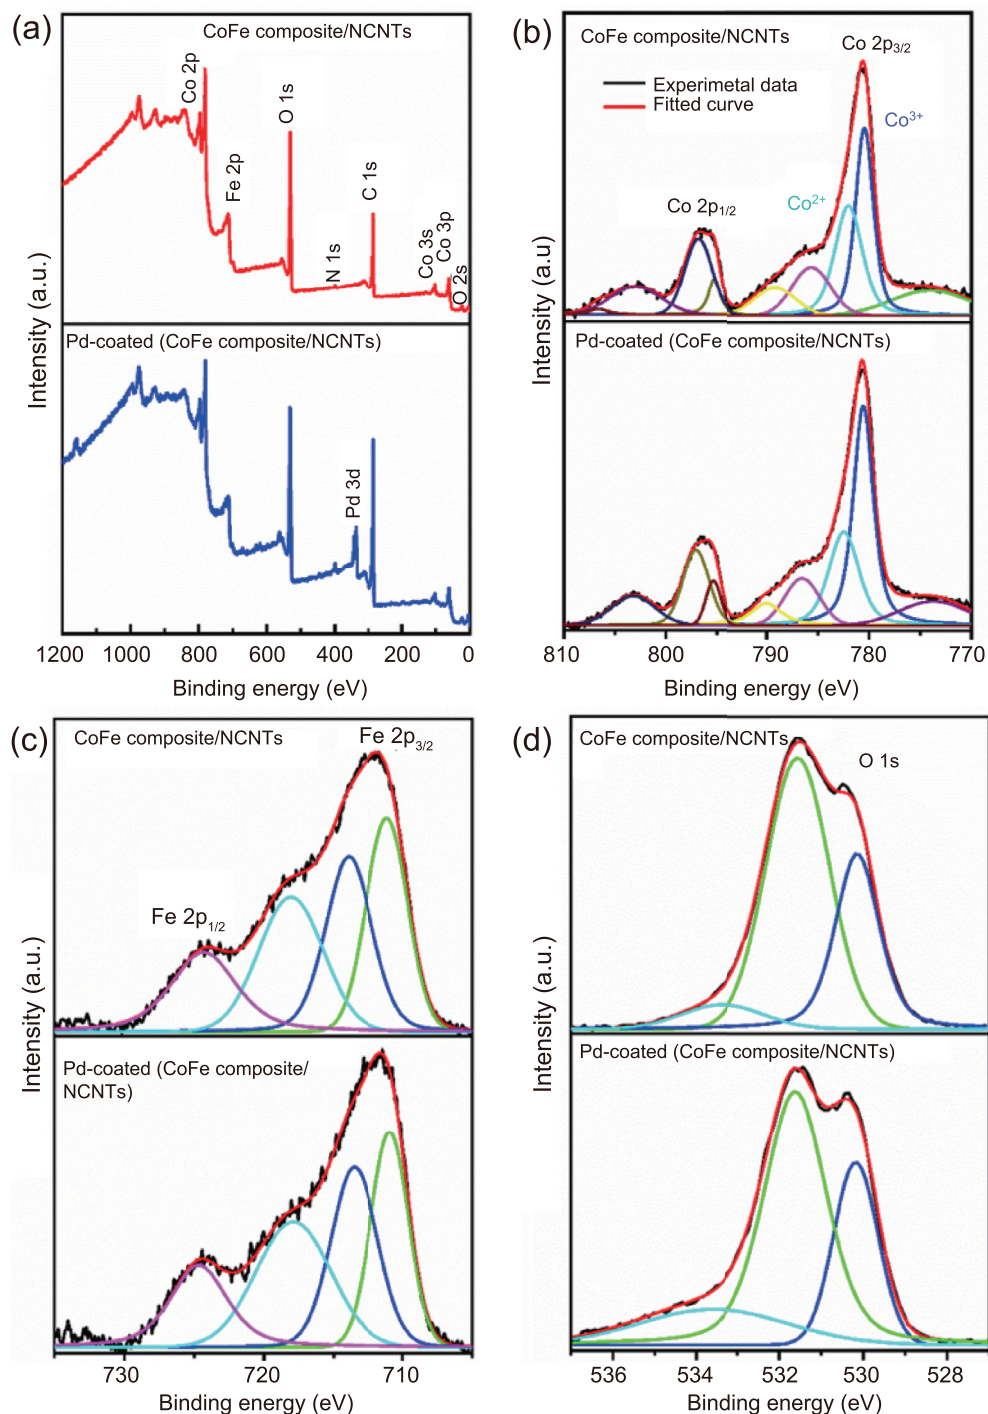 (a)
CoFe composite/NCNTs
Co 2p
Fe 2p
O 1s
N 1s
C 1s
Co 3s
Co 3p
O 2s
Pd-coated (CoFe composite/NCNTs)
Pd 3d
Intensity (a.u.)
1200 1000 800 600 400 200 0
Binding energy (eV)
(b)
CoFe composite/NCNTs
Co 2p3/2
Experimetal data
Fitted curve
Co3+
Co 2p1/2
Co2+
Pd-coated (CoFe composite/NCNTs)
Intensity (a.u.)
810 800 790 780 770
Binding energy (eV)
(c)
CoFe composite/NCNTs
Fe 2p3/2
Fe 2p1/2
Pd-coated (CoFe composite/
NCNTs)
Intensity (a.u.)
730 720 710
Binding energy (eV)
(d)
CoFe composite/NCNTs
O 1s
Pd-coated (CoFe composite/NCNTs)
Intensity (a.u.)
536 534 532 530 528
Binding energy (eV)